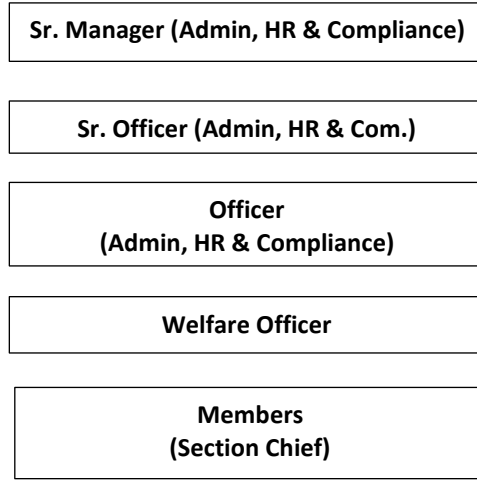 Sr. Manager (Admin, HR & Compliance)
Sr. Officer (Admin, HR & Com.)
Officer
(Admin, HR & Compliance)
Welfare Officer
Members
(Section Chief)